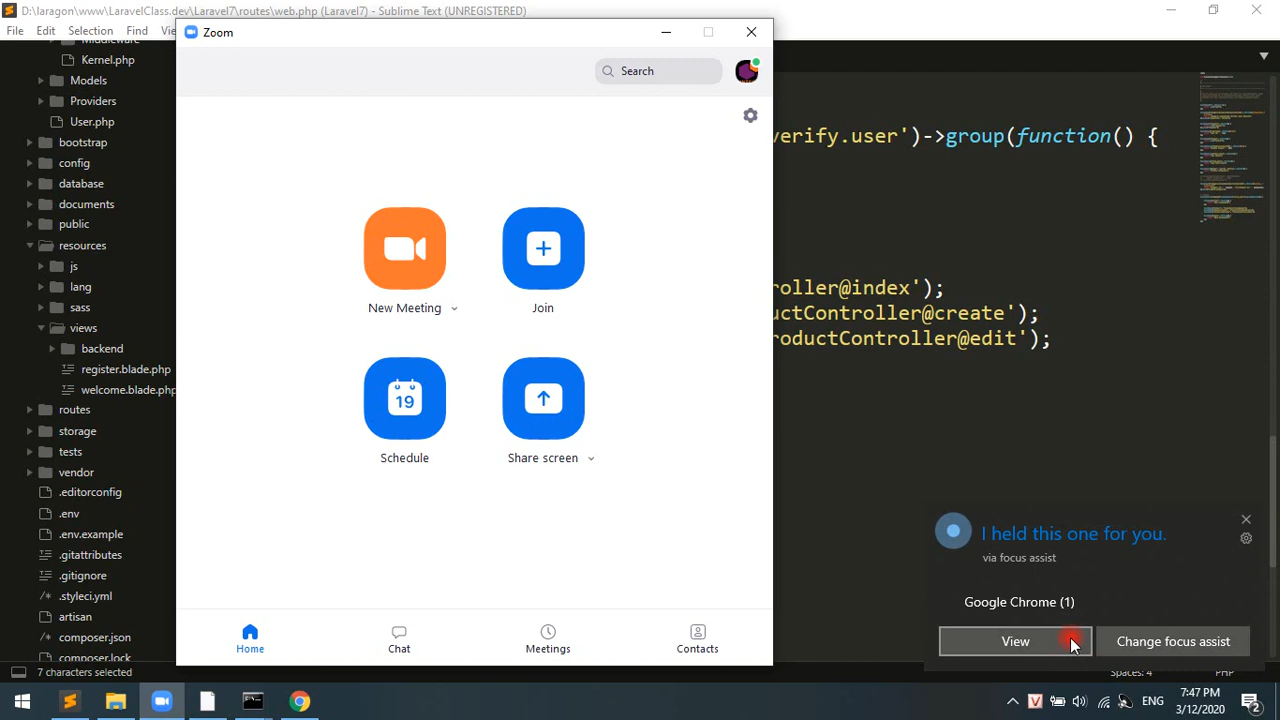 D:\laragon\www\LaravelClass.dev\Laravel7\routes\web.php (Laravel7) - Sublime Text (UNREGISTERED)
File Edit Selection Find
Kernel.php
Models
Providers
User.php
bootstrap
config
database
documents
public
resources
js
lang
sass
views
backend
register.blade.php
welcome.blade.php
routes
storage
tests
vendor
.editorconfig
.env
.env.example
.gitattributes
.gitignore
.styleci.yml
artisan
composer.json
composer.lock
7 characters selected
Zoom
Search
New Meeting
Join
19
Schedule
Share screen
Home
Chat
Meetings
Contacts
verify.user')->group(function() {
roller@index');
uctController@create');
roductController@edit');
I held this one for you.
via focus assist
Google Chrome (1)
View
Change focus assist
Spaces: 4
PHP
ENG
7:47 PM
3/12/2020
2